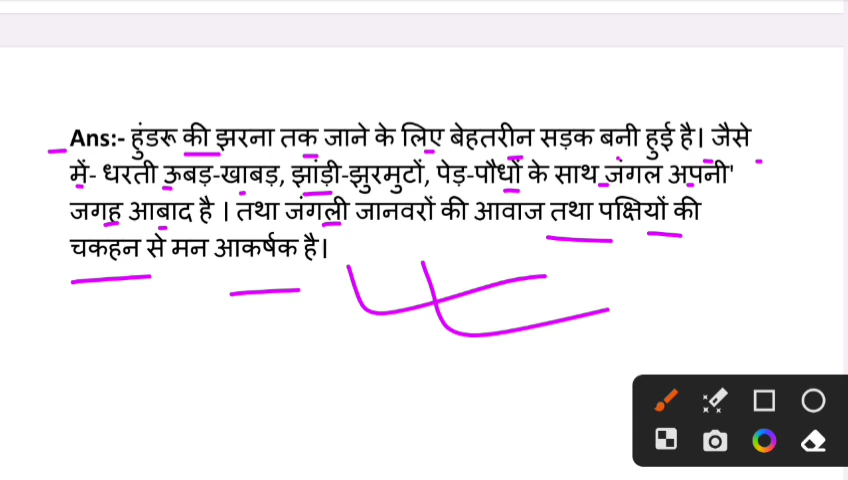 Ans:- हुंडरू की झरना तक जाने के लिए बेहतरीन सड़क बनी हुई है। जैसे
में- धरती ऊबड़-खाबड़, झांड़ी-झुरमुटों, पेड़-पौधों के साथ जंगल अपनी'
जगह आबाद है । तथा जंगली जानवरों की आवाज तथा पक्षियों की
चकहन से मन आकर्षक है।